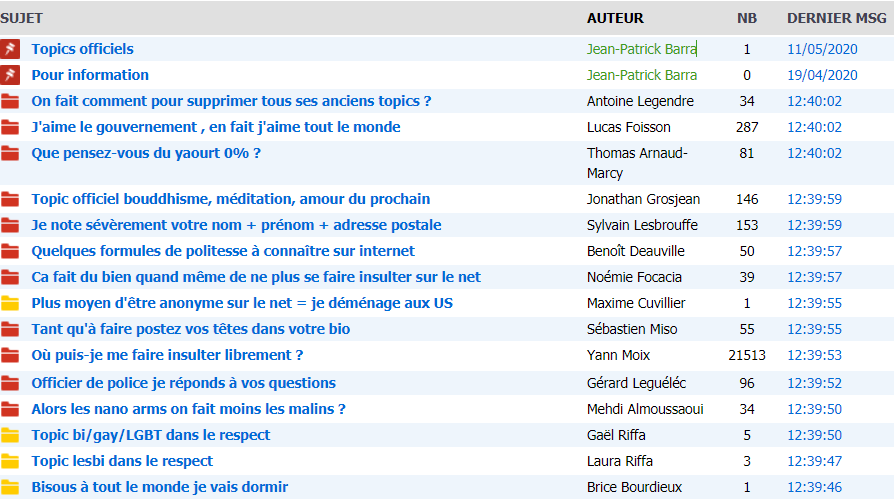 SUJET AUTEUR NB DERNIER MSG
Topics officiels Jean-Patrick Barra 1 11/05/2020
Pour information Jean-Patrick Barra 0 19/04/2020
On fait comment pour supprimer tous ses anciens topics ? Antoine Legendre 34 12:40:02
J'aime le gouvernement , en fait j'aime tout le monde Lucas Foisson 287 12:40:02
Que pensez-vous du yaourt 0% ? Thomas Arnaud- 81 12:40:02
Marcy
Topic officiel bouddhisme, méditation, amour du prochain Jonathan Grosjean 146 12:39:59
Je note sévèrement votre nom + prénom + adresse postale Sylvain Lesbrouffe 153 12:39:59
Quelques formules de politesse à connaître sur internet Benoît Deauville 50 12:39:57
Ca fait du bien quand même de ne plus se faire insulter sur le net Noémie Focacia 39 12:39:57
Plus moyen d'être anonyme sur le net = je déménage aux US Maxime Cuvillier 1 12:39:55
Tant qu'à faire postez vos têtes dans votre bio Sébastien Miso 55 12:39:55
Où puis-je me faire insulter librement ? Yann Moix 21513 12:39:53
Officier de police je réponds à vos questions Gérard Leguéléc 96 12:39:52
Alors les nano arms on fait moins les malins ? Mehdi Almoussaoui 34 12:39:50
Topic bi/gay/LGBT dans le respect Gaël Riffa 5 12:39:50
Topic lesbi dans le respect Laura Riffa 3 12:39:47
Bisous à tout le monde je vais dormir Brice Bourdieux 1 12:39:46